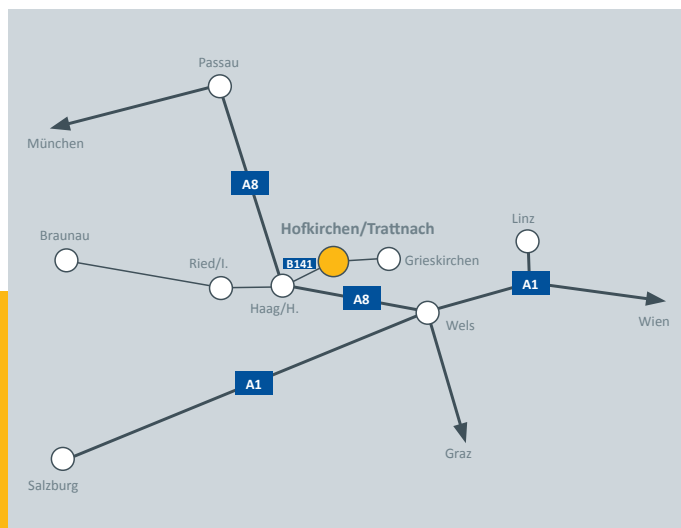 Passau
München
A8
Hofkirchen/Trattnach
Linz
Braunau
Ried/I.
B141
Grieskirchen
A1
Haag/H.
A8
Wels
Wien
A1
Graz
Salzburg